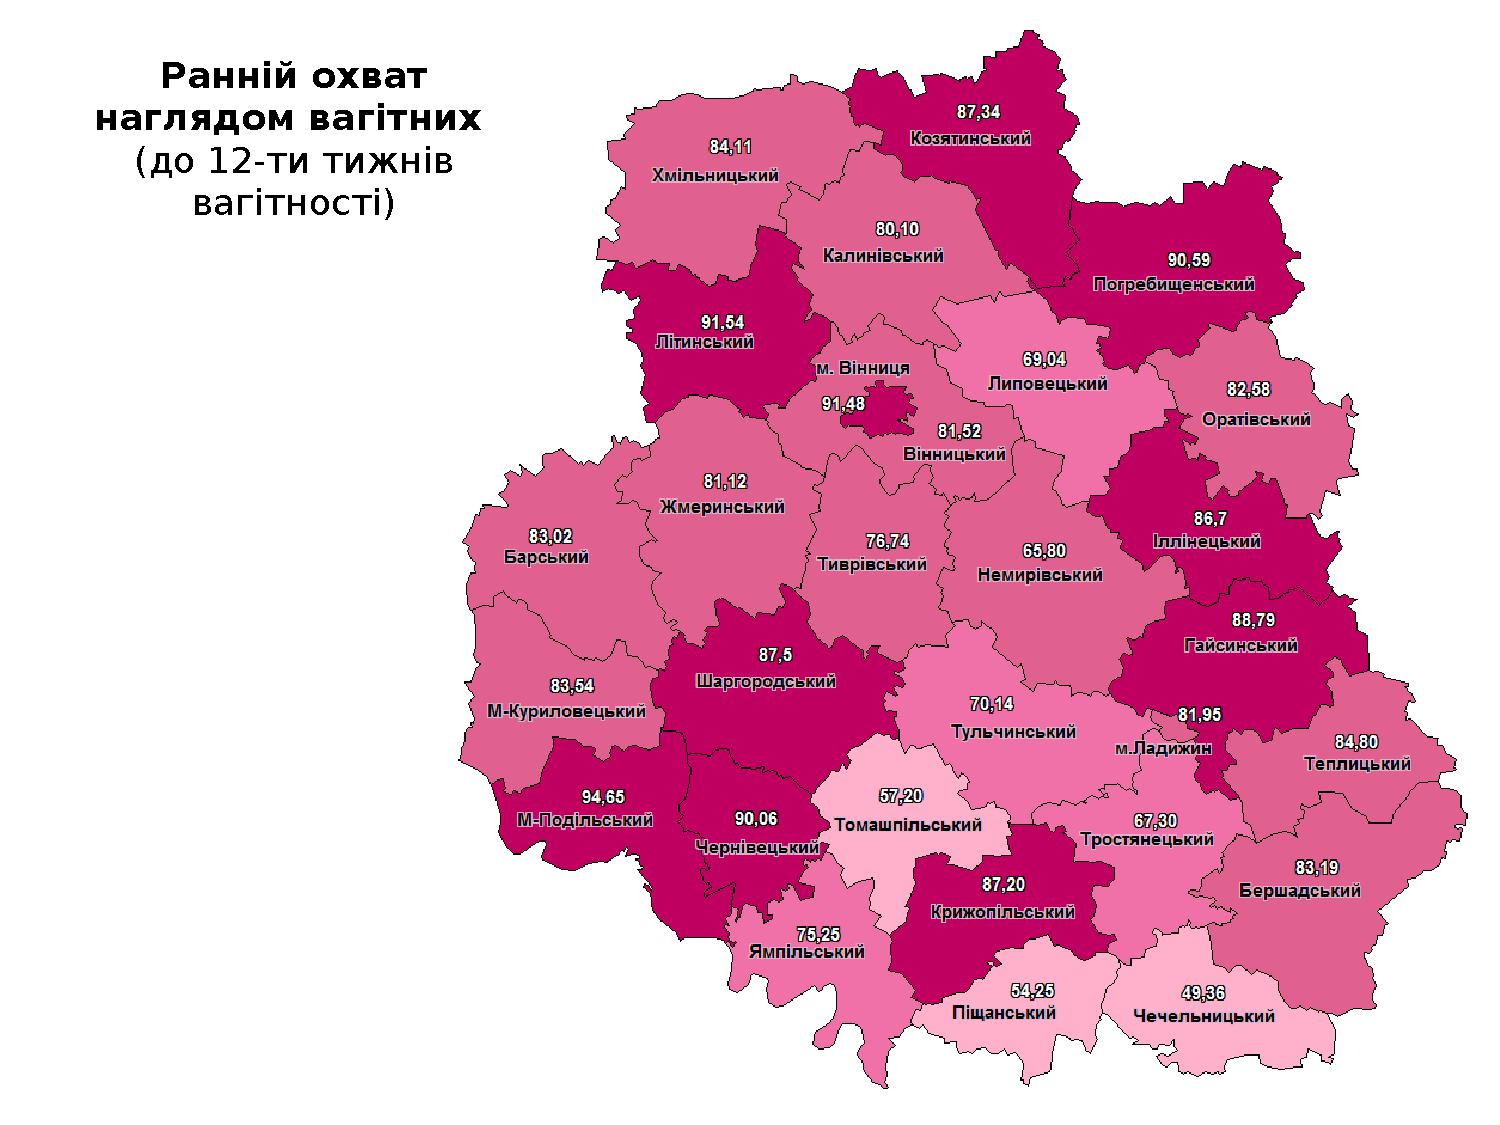 Ранній охват
наглядом вагітних
(до 12-ти тижнів
вагітності)
87,34
Козятинський
84,11
Хмільницький
80,10
Калинівський
90,59
Погребищенський
91,54
Літинський
69,04
Липовецький
м. Вінниця
91,48
82,58
Оратівський
81,52
Вінницький
81,12
Жмеринський
83,02
Барський
76,74
Тиврівський
65,80
Немирівський
86,7
Іллінецький
88,79
Гайсинський
87,5
Шаргородський
83,54
М-Куриловецький
70,14
Тульчинський
81,95
м.Ладижин
84,80
Теплицький
94,65
М-Подільський
90,06
Чернівецький
57,20
Томашпільський
67,30
Тростянецький
83,19
Бершадський
87,20
Крижопільський
75,25
Ямпільський
54,25
Піщанський
49,36
Чечельницький